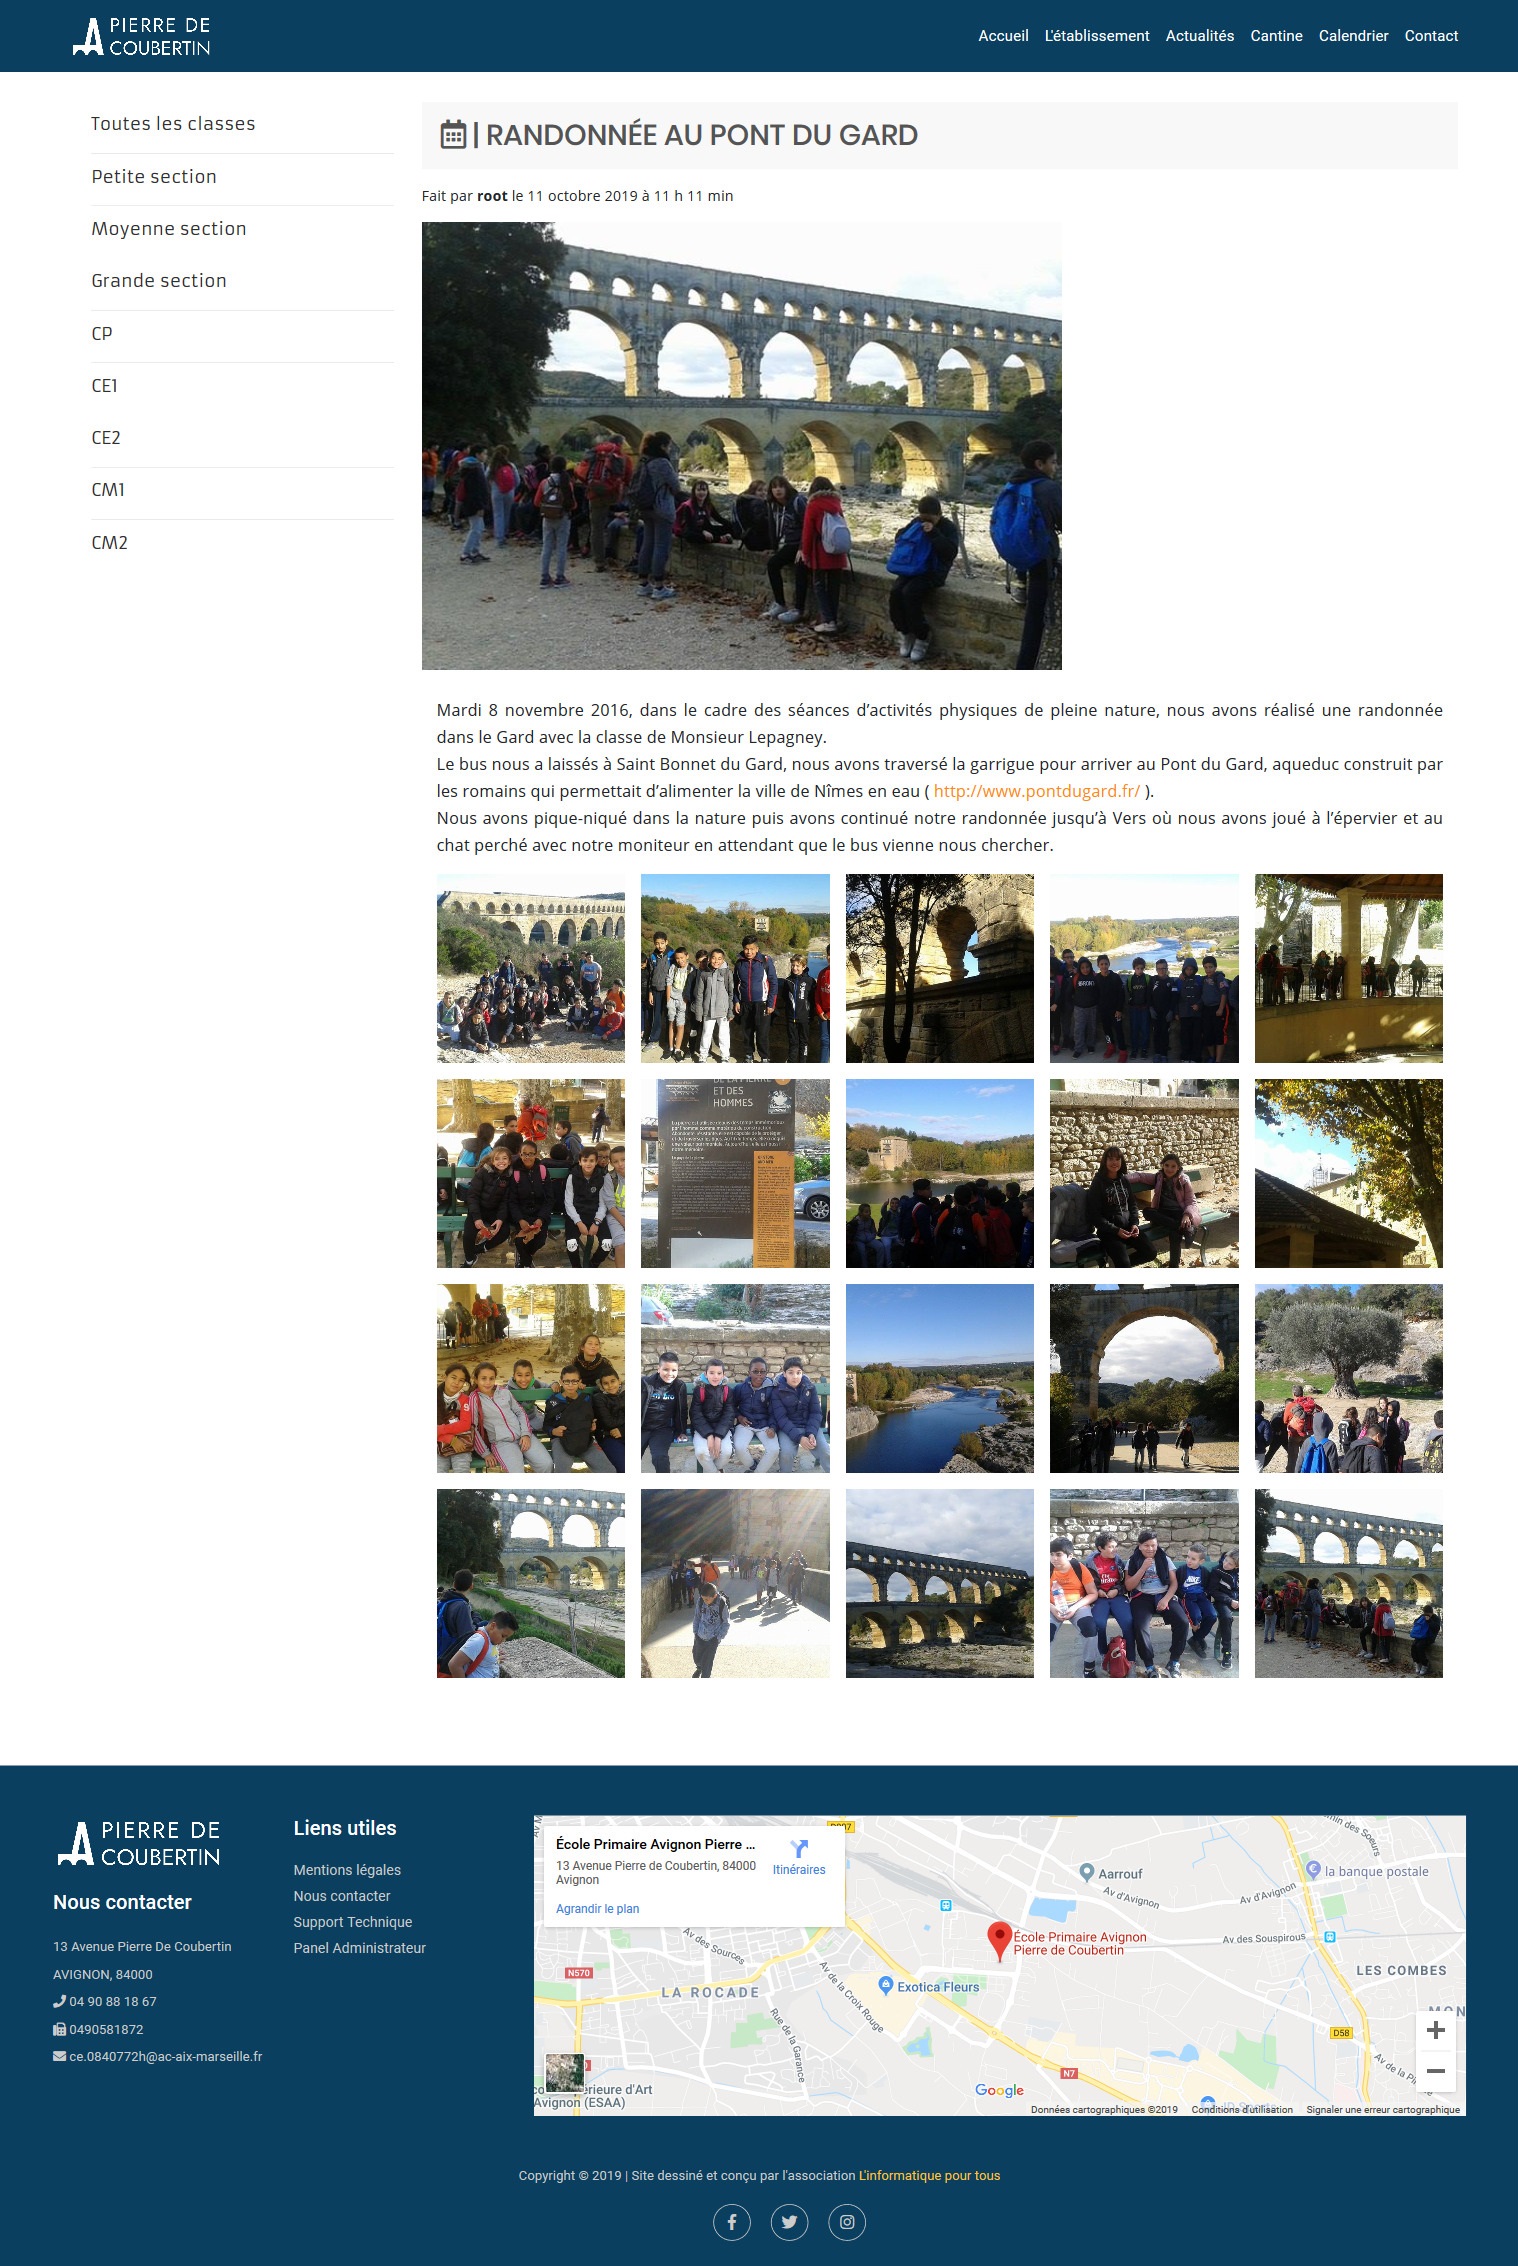 PIERRE DE
COUBERTIN
Accueil L'établissement Actualités Cantine Calendrier Contact
Toutes les classes
Petite section
Moyenne section
Grande section
CP
CE1
CE2
CM1
CM2
| RANDONNÉE AU PONT DU GARD
Fait par root le 11 octobre 2019 à 11 h 11 min
Mardi 8 novembre 2016, dans le cadre des séances d’activités physiques de pleine nature, nous avons réalisé une randonnée
dans le Gard avec la classe de Monsieur Lepagney.
Le bus nous a laissés à Saint Bonnet du Gard, nous avons traversé la garrigue pour arriver au Pont du Gard, aqueduc construit par
les romains qui permettait d’alimenter la ville de Nîmes en eau ( http://www.pontdugard.fr/ ).
Nous avons pique-niqué dans la nature puis avons continué notre randonnée jusqu’à Vers où nous avons joué à l’épervier et au
chat perché avec notre moniteur en attendant que le bus vienne nous chercher.
DE LA PIERRE
ET DES
HOMMES
PIERRE DE
COUBERTIN
Nous contacter
13 Avenue Pierre De Coubertin
AVIGNON, 84000
04 90 88 18 67
0490581872
ce.0840772h@ac-aix-marseille.fr
Liens utiles
Mentions légales
Nous contacter
Support Technique
Panel Administrateur
École Primaire Avignon Pierre ...
13 Avenue Pierre de Coubertin, 84000
Avignon
Itinéraires
Agrandir le plan
Aarrouf
Av d'Avignon
Av d'Avignon
la banque postale
École Primaire Avignon
Pierre de Coubertin
Av des Souspirous
LES COMBES
Av des Sources
N570
LA ROCADE
Av de la Croix Rouge
Exotica Fleurs
Rue de la Garance
D58
N7
érieure d'Art
Avignon (ESAA)
Google
Données cartographiques ©2019 Conditions d'utilisation Signaler une erreur cartographique
Copyright © 2019 | Site dessiné et conçu par l'association L'informatique pour tous